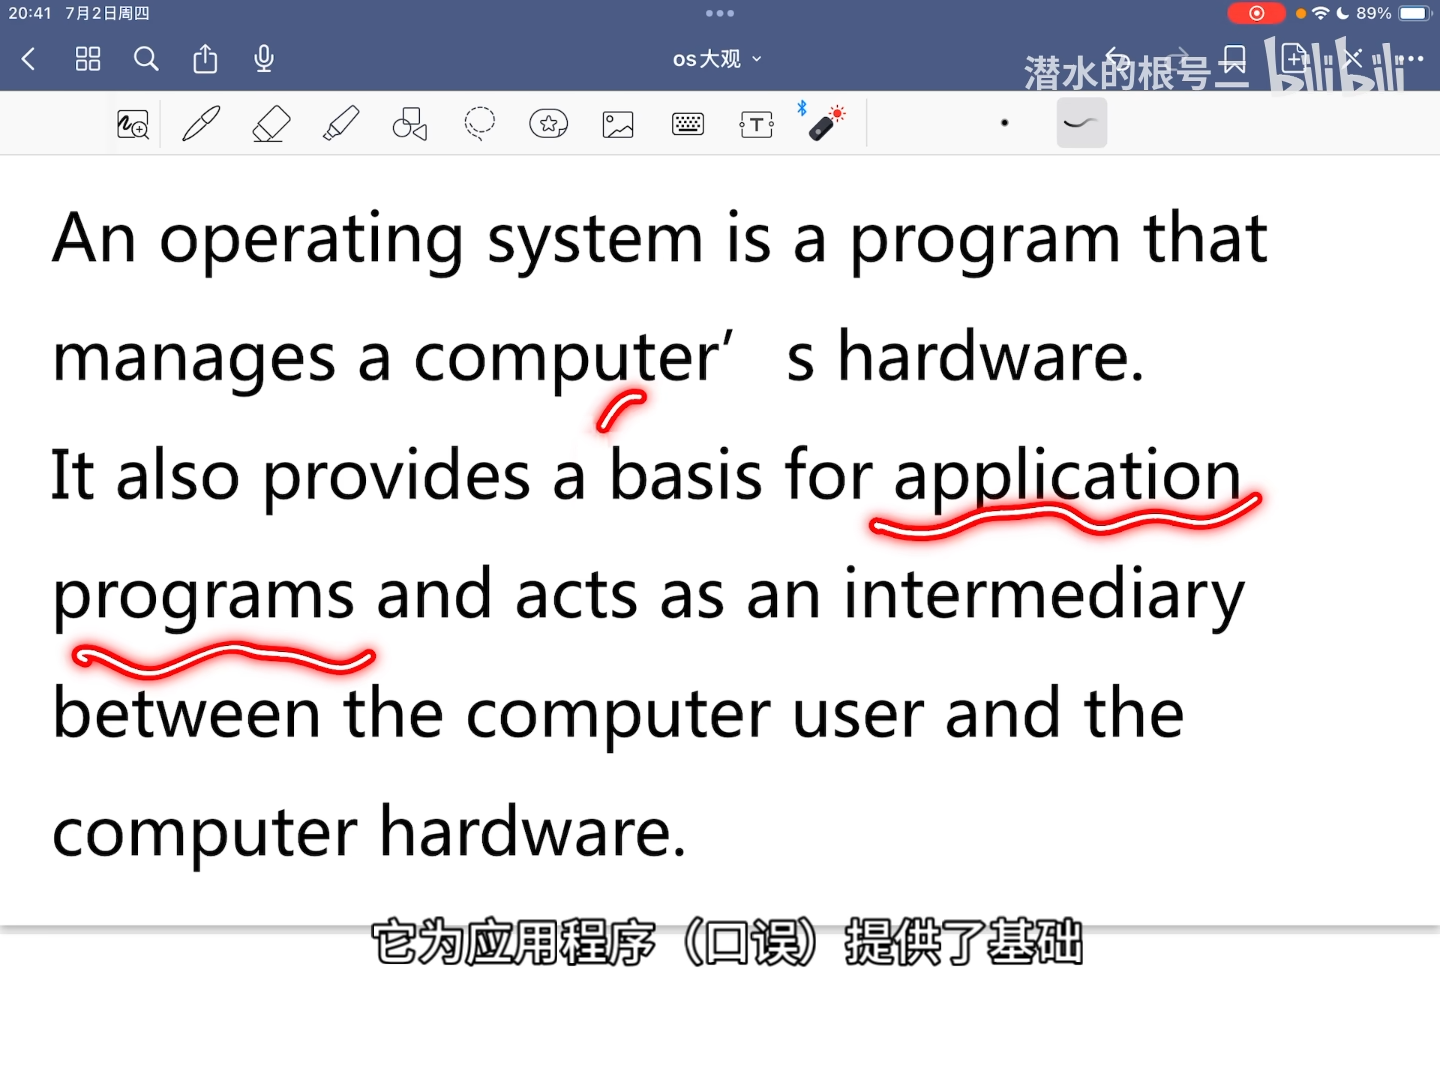 20:41 7月2日周四
89%
os大观
潜水的根号二 bilibili
An operating system is a program that
manages a computer’s hardware.
It also provides a basis for application
programs and acts as an intermediary
between the computer user and the
computer hardware.
它为应用程序（口误）提供了基础